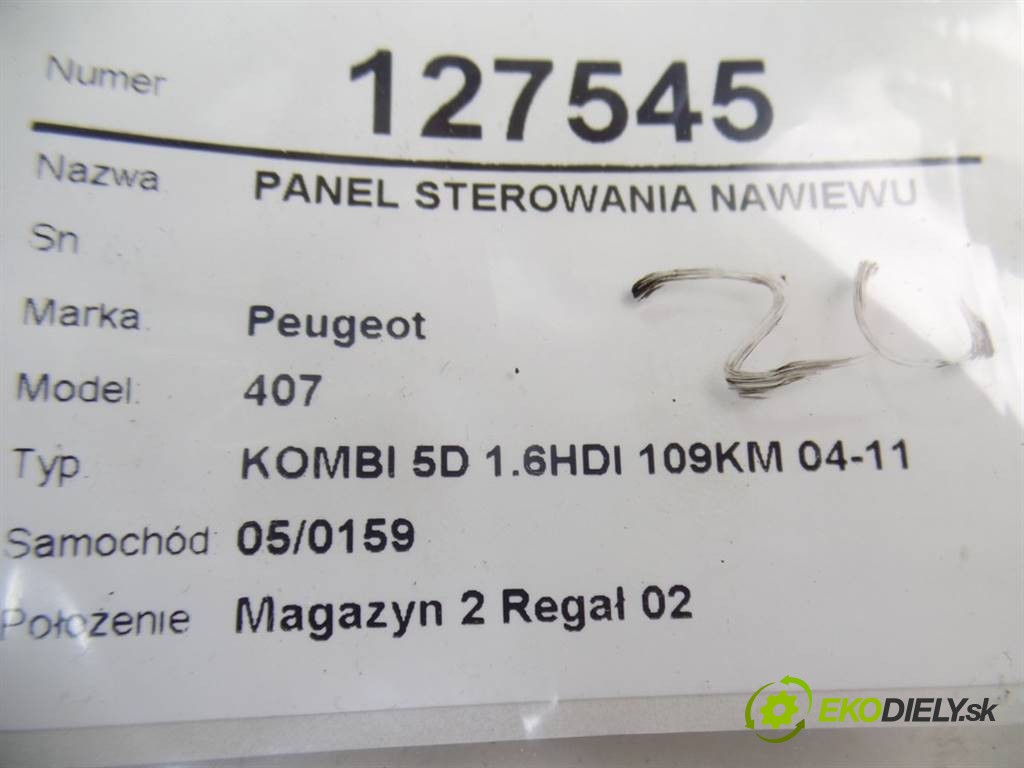 Numer 127545
Nazwa PANEL STEROWANIA NAWIEWU
Sn
Marka Peugeot
Model: 407
Typ KOMBI 5D 1.6HDI 109KM 04-11
Samochód 05/0159
Położenie Magazyn 2 Regał 02
EKODIELY.sk